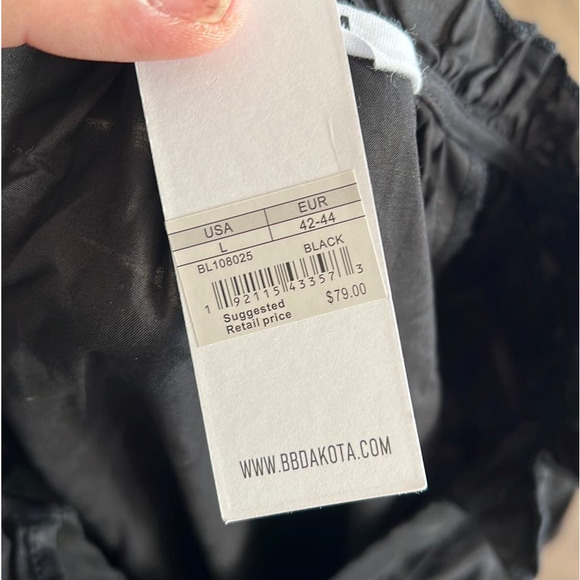 USA EUR
L 42-44
BL108025 BLACK
1 92115 43357 3
Suggested
Retail price $79.00
WWW.BBDAKOTA.COM